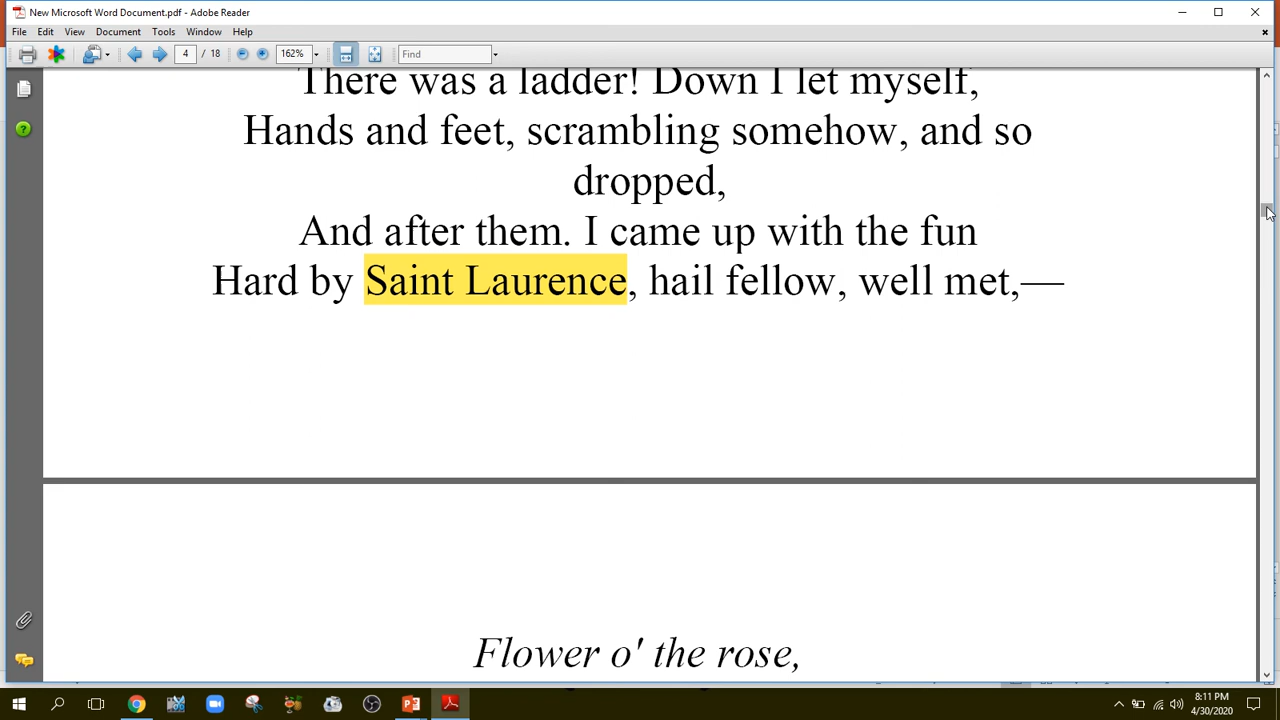 New Microsoft Word Document.pdf - Adobe Reader
File Edit View Document Tools Window Help
4 / 18 162% Find
There was a ladder! Down I let myself,
Hands and feet, scrambling somehow, and so
dropped,
And after them. I came up with the fun
Hard by Saint Laurence, hail fellow, well met,—
Flower o' the rose,
8:11 PM
4/30/2020